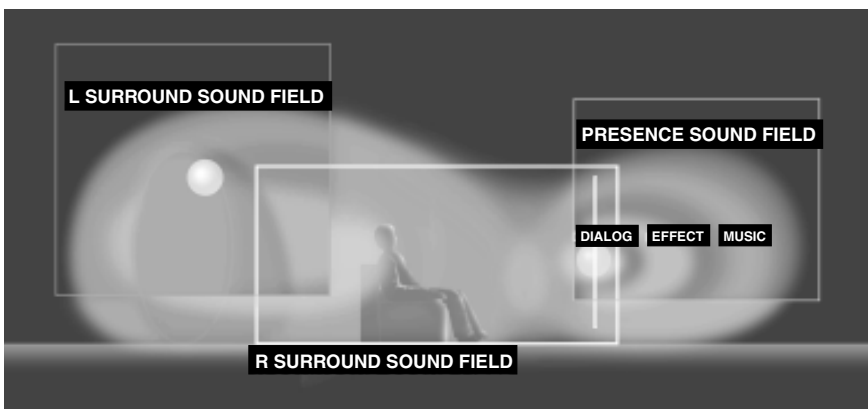 L SURROUND SOUND FIELD
PRESENCE SOUND FIELD
DIALOG EFFECT MUSIC
R SURROUND SOUND FIELD